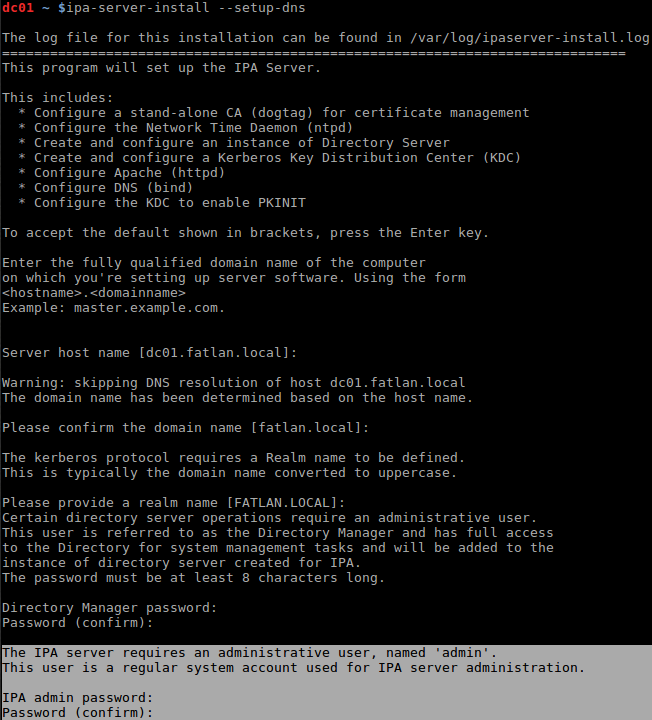 dc01 ~ $ipa-server-install --setup-dns
The log file for this installation can be found in /var/log/ipaserver-install.log
==============================================================================
This program will set up the IPA Server.
This includes:
* Configure a stand-alone CA (dogtag) for certificate management
* Configure the Network Time Daemon (ntpd)
* Create and configure an instance of Directory Server
* Create and configure a Kerberos Key Distribution Center (KDC)
* Configure Apache (httpd)
* Configure DNS (bind)
* Configure the KDC to enable PKINIT
To accept the default shown in brackets, press the Enter key.
Enter the fully qualified domain name of the computer
on which you're setting up server software. Using the form
<hostname>.<domainname>
Example: master.example.com.
Server host name [dc01.fatlan.local]:
Warning: skipping DNS resolution of host dc01.fatlan.local
The domain name has been determined based on the host name.
Please confirm the domain name [fatlan.local]:
The kerberos protocol requires a Realm name to be defined.
This is typically the domain name converted to uppercase.
Please provide a realm name [FATLAN.LOCAL]:
Certain directory server operations require an administrative user.
This user is referred to as the Directory Manager and has full access
to the Directory for system management tasks and will be added to the
instance of directory server created for IPA.
The password must be at least 8 characters long.
Directory Manager password:
Password (confirm):
The IPA server requires an administrative user, named 'admin'.
This user is a regular system account used for IPA server administration.
IPA admin password:
Password (confirm):